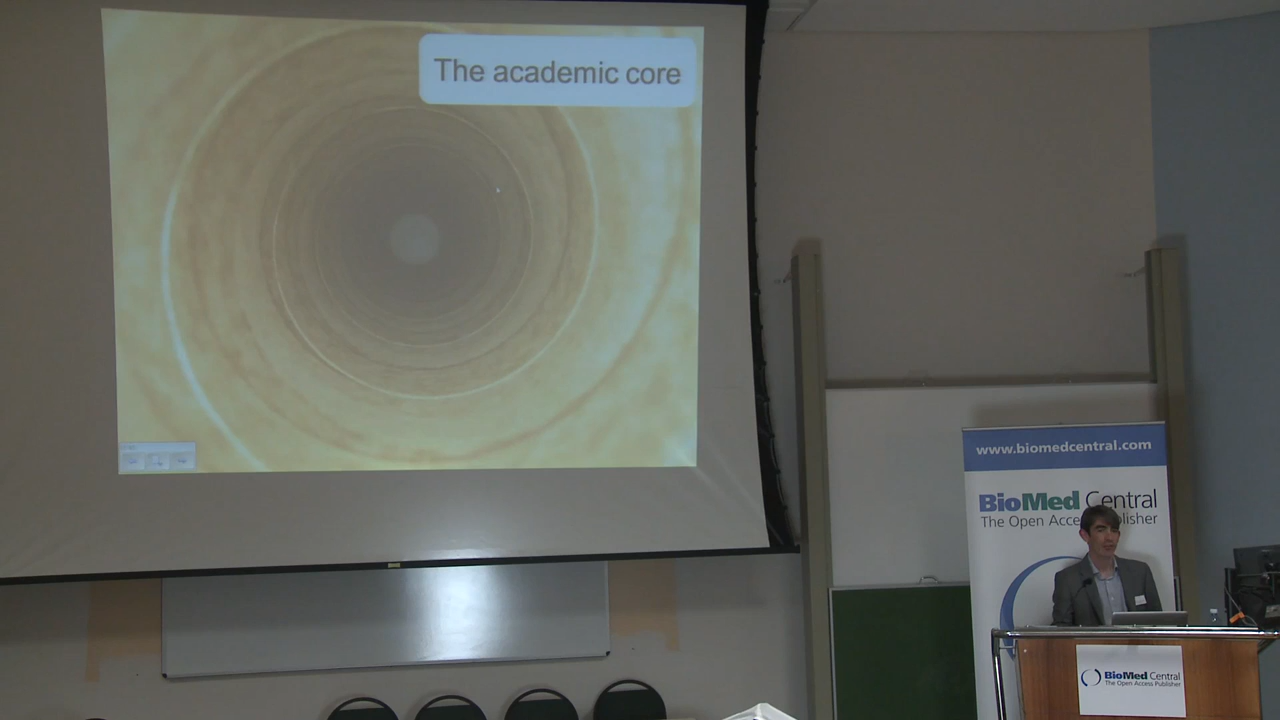 The academic core
www.biomedcentral.com
BioMed Central
The Open Access Publisher
BioMed Central
The Open Access Publisher